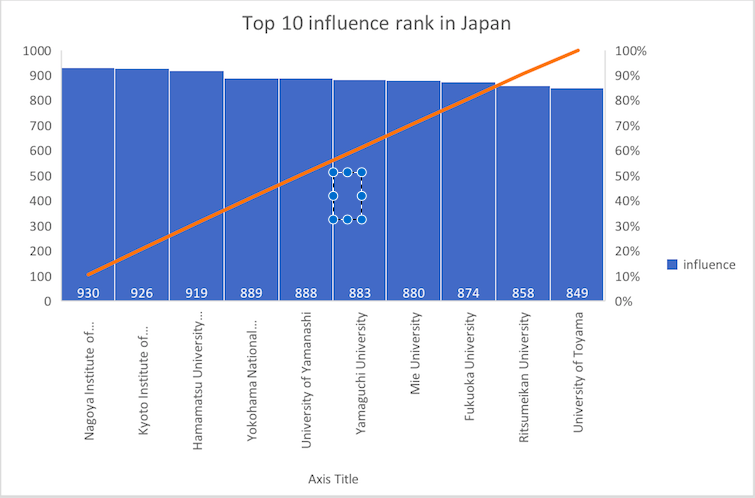 Top 10 influence rank in Japan
1000
900
800
700
600
500
400
300
200
100
0
100%
90%
80%
70%
60%
50%
40%
30%
20%
10%
0%
930
926
919
889
888
883
880
874
858
849
influence
Nagoya Institute of...
Kyoto Institute of...
Hamamatsu University...
Yokohama National...
University of Yamanashi
Yamaguchi University
Mie University
Fukuoka University
Ritsumeikan University
University of Toyama
Axis Title